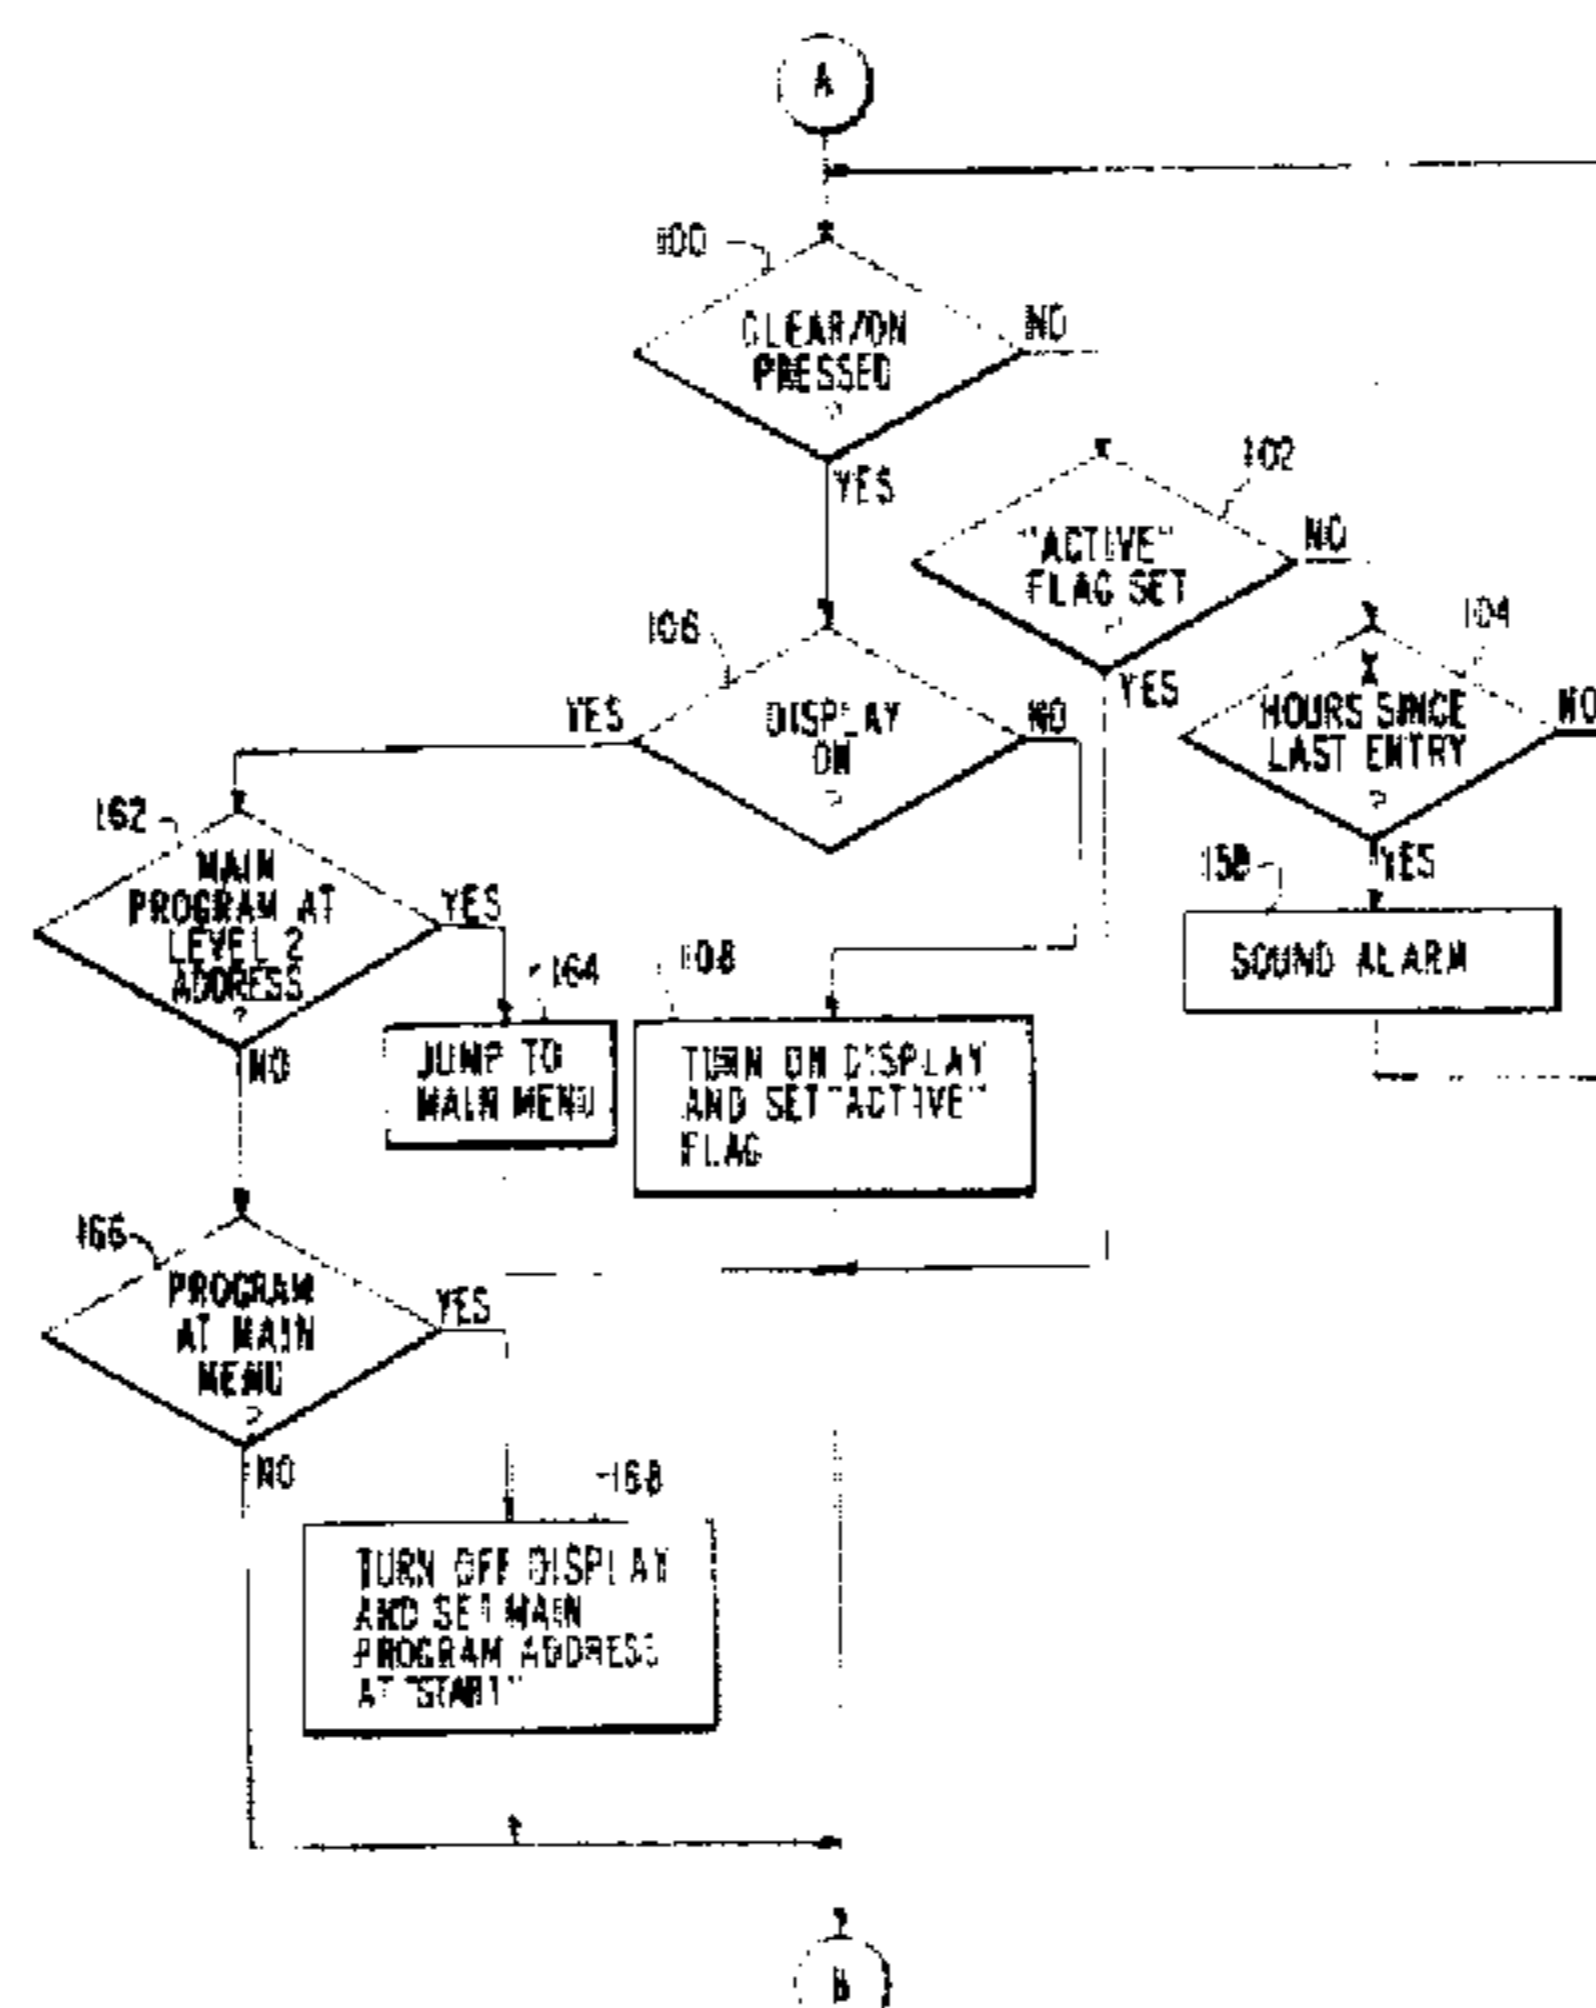 A
100
CLEAR/ON
PRESSED
?
NO
YES
102
"ACTIVE"
FLAG SET
?
NO
YES
104
X
HOURS SINCE
LAST ENTRY
?
NO
YES
106
DISPLAY
ON
?
YES
NO
158
SOUND ALARM
162
MAIN
PROGRAM AT
LEVEL 2
ADDRESS
?
YES
NO
164
JUMP TO
MAIN MENU
108
TURN ON DISPLAY
AND SET "ACTIVE"
FLAG
166
PROGRAM
AT MAIN
MENU
?
YES
NO
168
TURN OFF DISPLAY
AND SET MAIN
PROGRAM ADDRESS
AT "START"
B